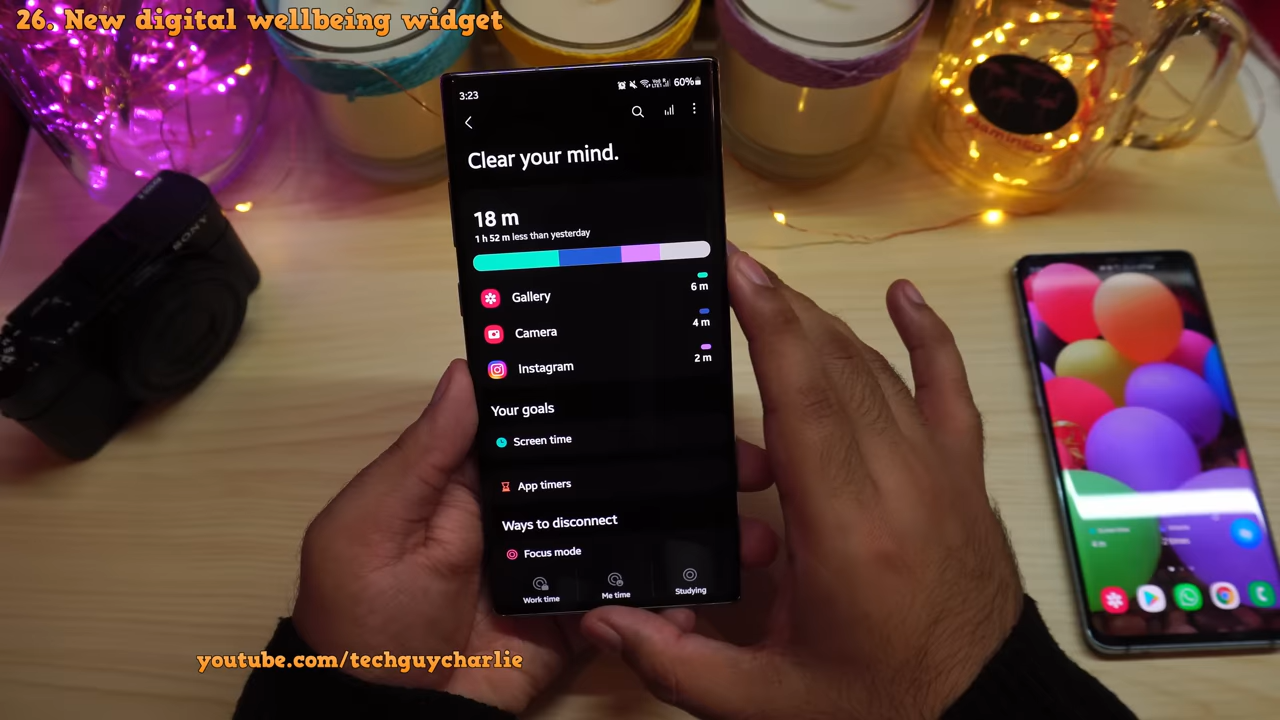 26. New digital wellbeing widget
3:23
60%
Clear your mind.
18 m
1 h 52 m less than yesterday
Gallery
6 m
Camera
4 m
Instagram
2 m
Your goals
Screen time
App timers
Ways to disconnect
Focus mode
Work time
Me time
Studying
SONY
youtube.com/techguycharlie